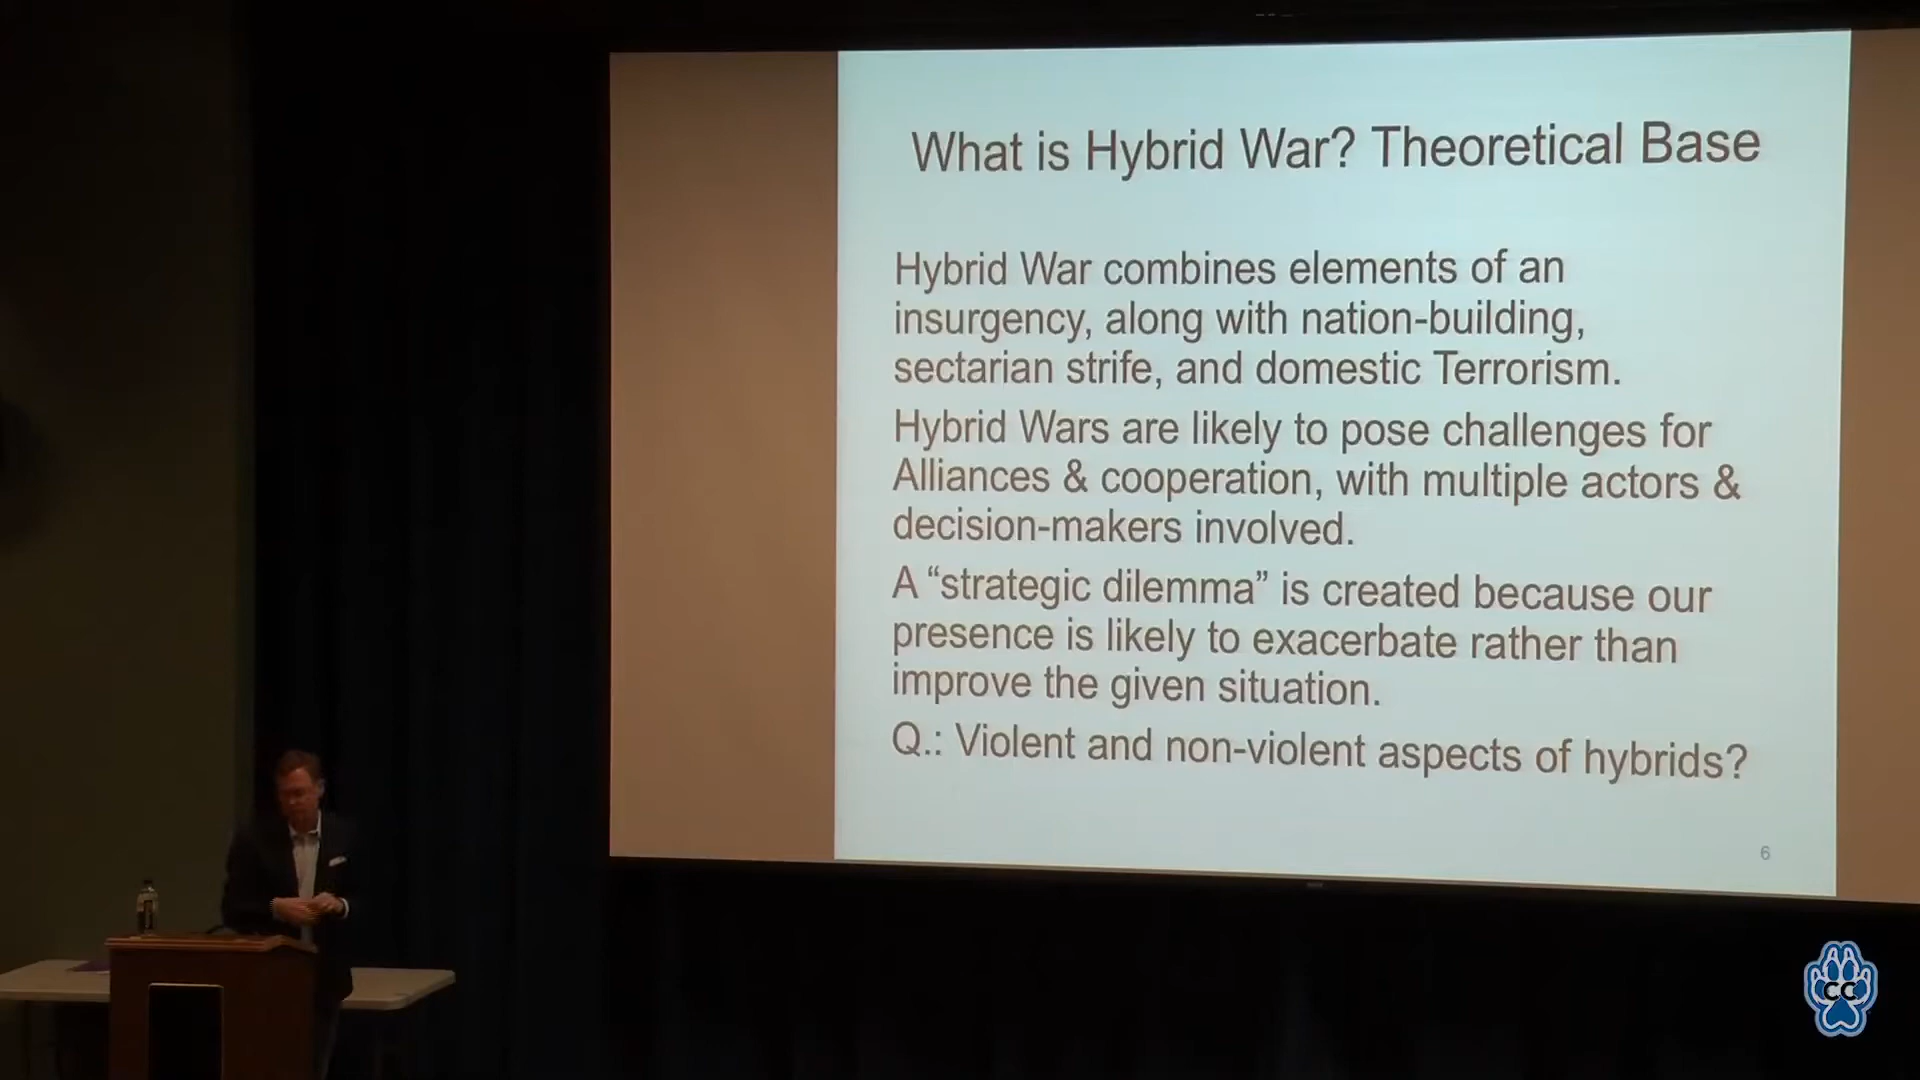 What is Hybrid War? Theoretical Base
Hybrid War combines elements of an
insurgency, along with nation-building,
sectarian strife, and domestic Terrorism.
Hybrid Wars are likely to pose challenges for
Alliances & cooperation, with multiple actors &
decision-makers involved.
A “strategic dilemma” is created because our
presence is likely to exacerbate rather than
improve the given situation.
Q.: Violent and non-violent aspects of hybrids?
6
CC